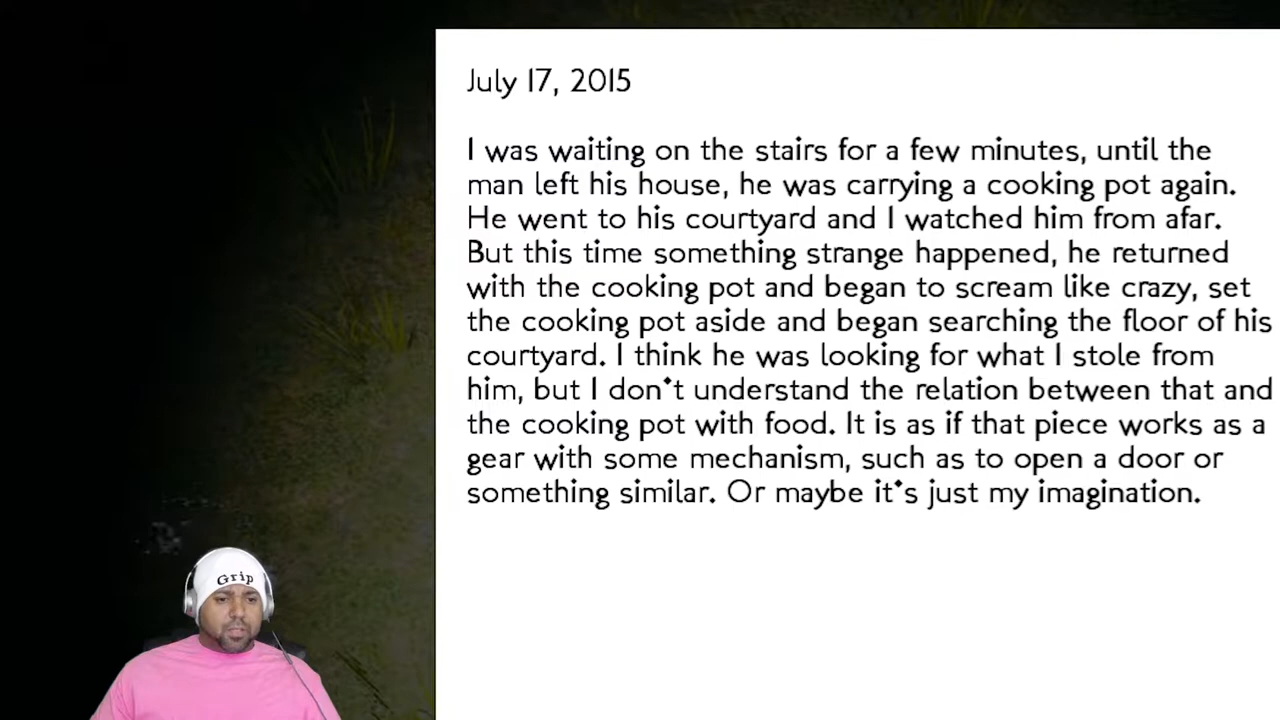 July 17, 2015
I was waiting on the stairs for a few minutes, until the
man left his house, he was carrying a cooking pot again.
He went to his courtyard and I watched him from afar.
But this time something strange happened, he returned
with the cooking pot and began to scream like crazy, set
the cooking pot aside and began searching the floor of his
courtyard. I think he was looking for what I stole from
him, but I don't understand the relation between that and
the cooking pot with food. It is as if that piece works as a
gear with some mechanism, such as to open a door or
something similar. Or maybe it's just my imagination.
Grip